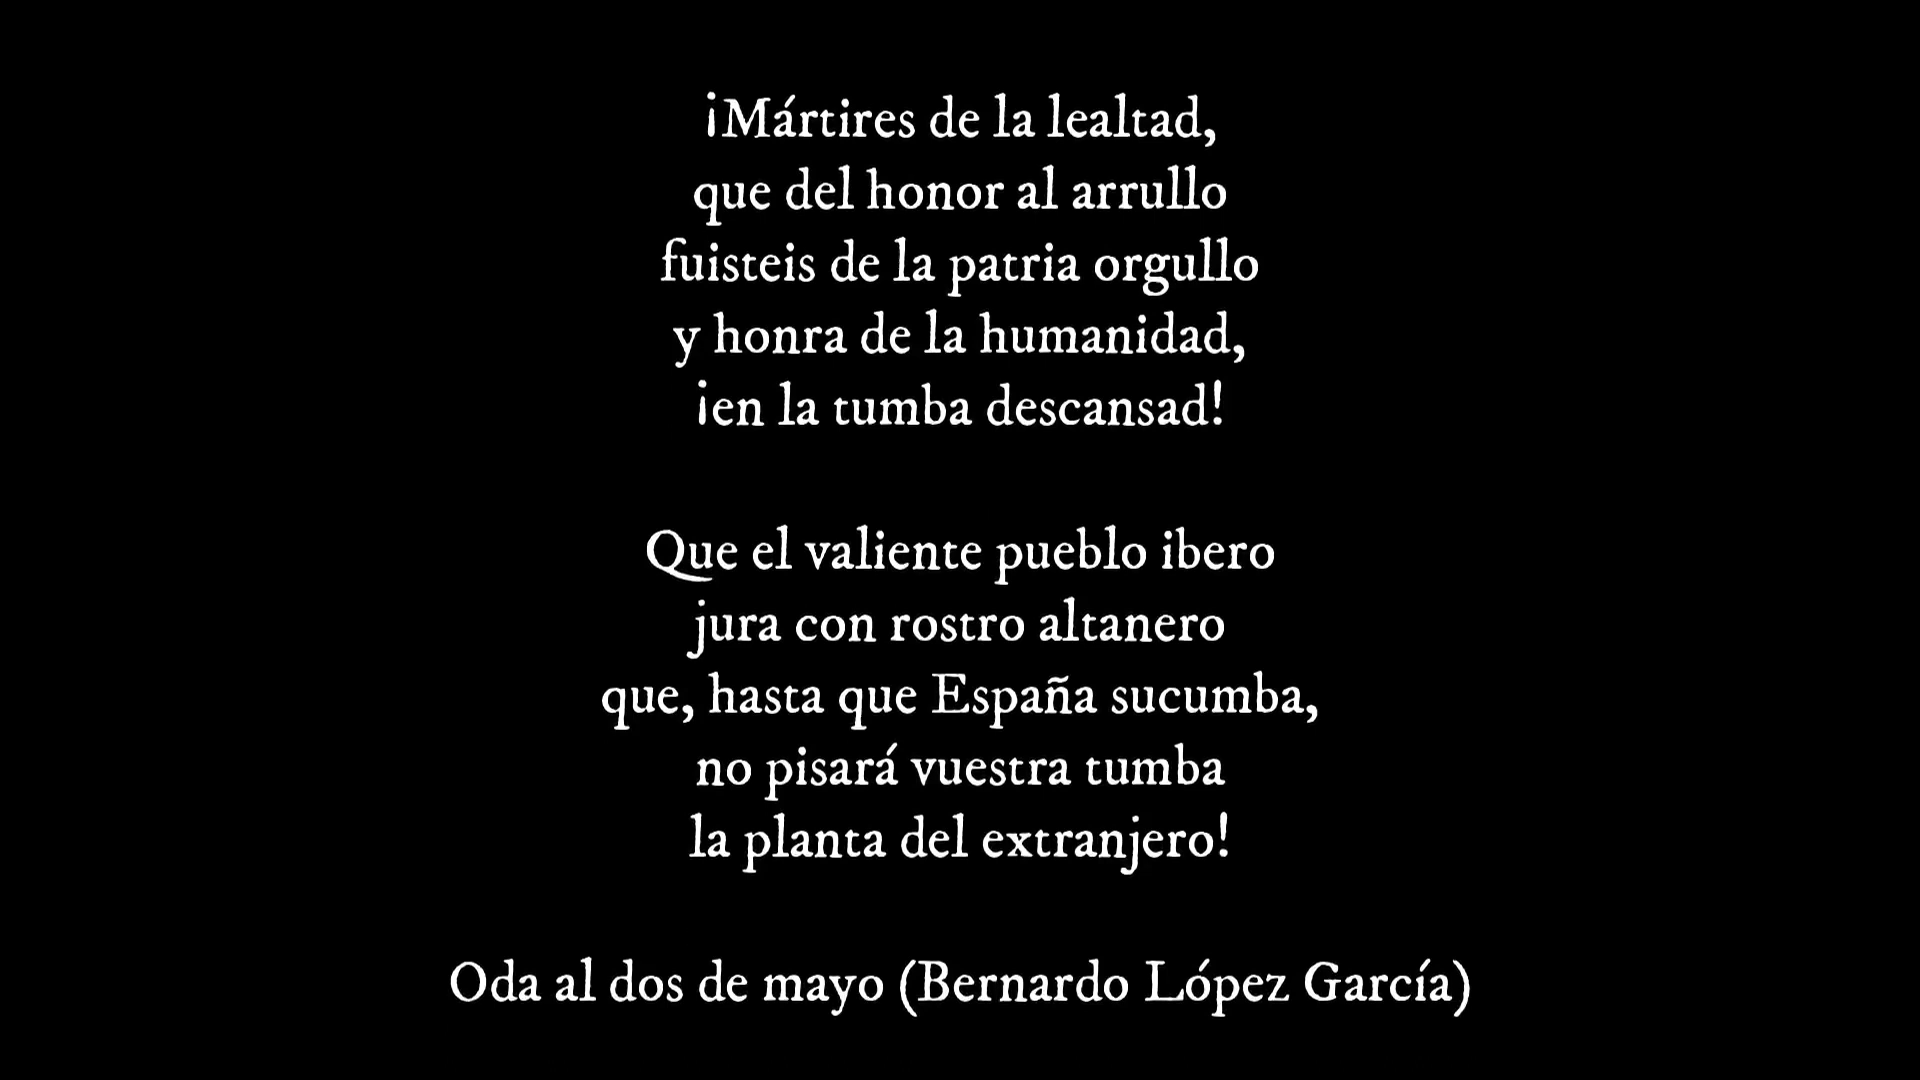 ¡Mártires de la lealtad,
que del honor al arrullo
fuisteis de la patria orgullo
y honra de la humanidad,
¡en la tumba descansad!
Que el valiente pueblo ibero
jura con rostro altanero
que, hasta que España sucumba,
no pisará vuestra tumba
la planta del extranjero!
Oda al dos de mayo (Bernardo López García)